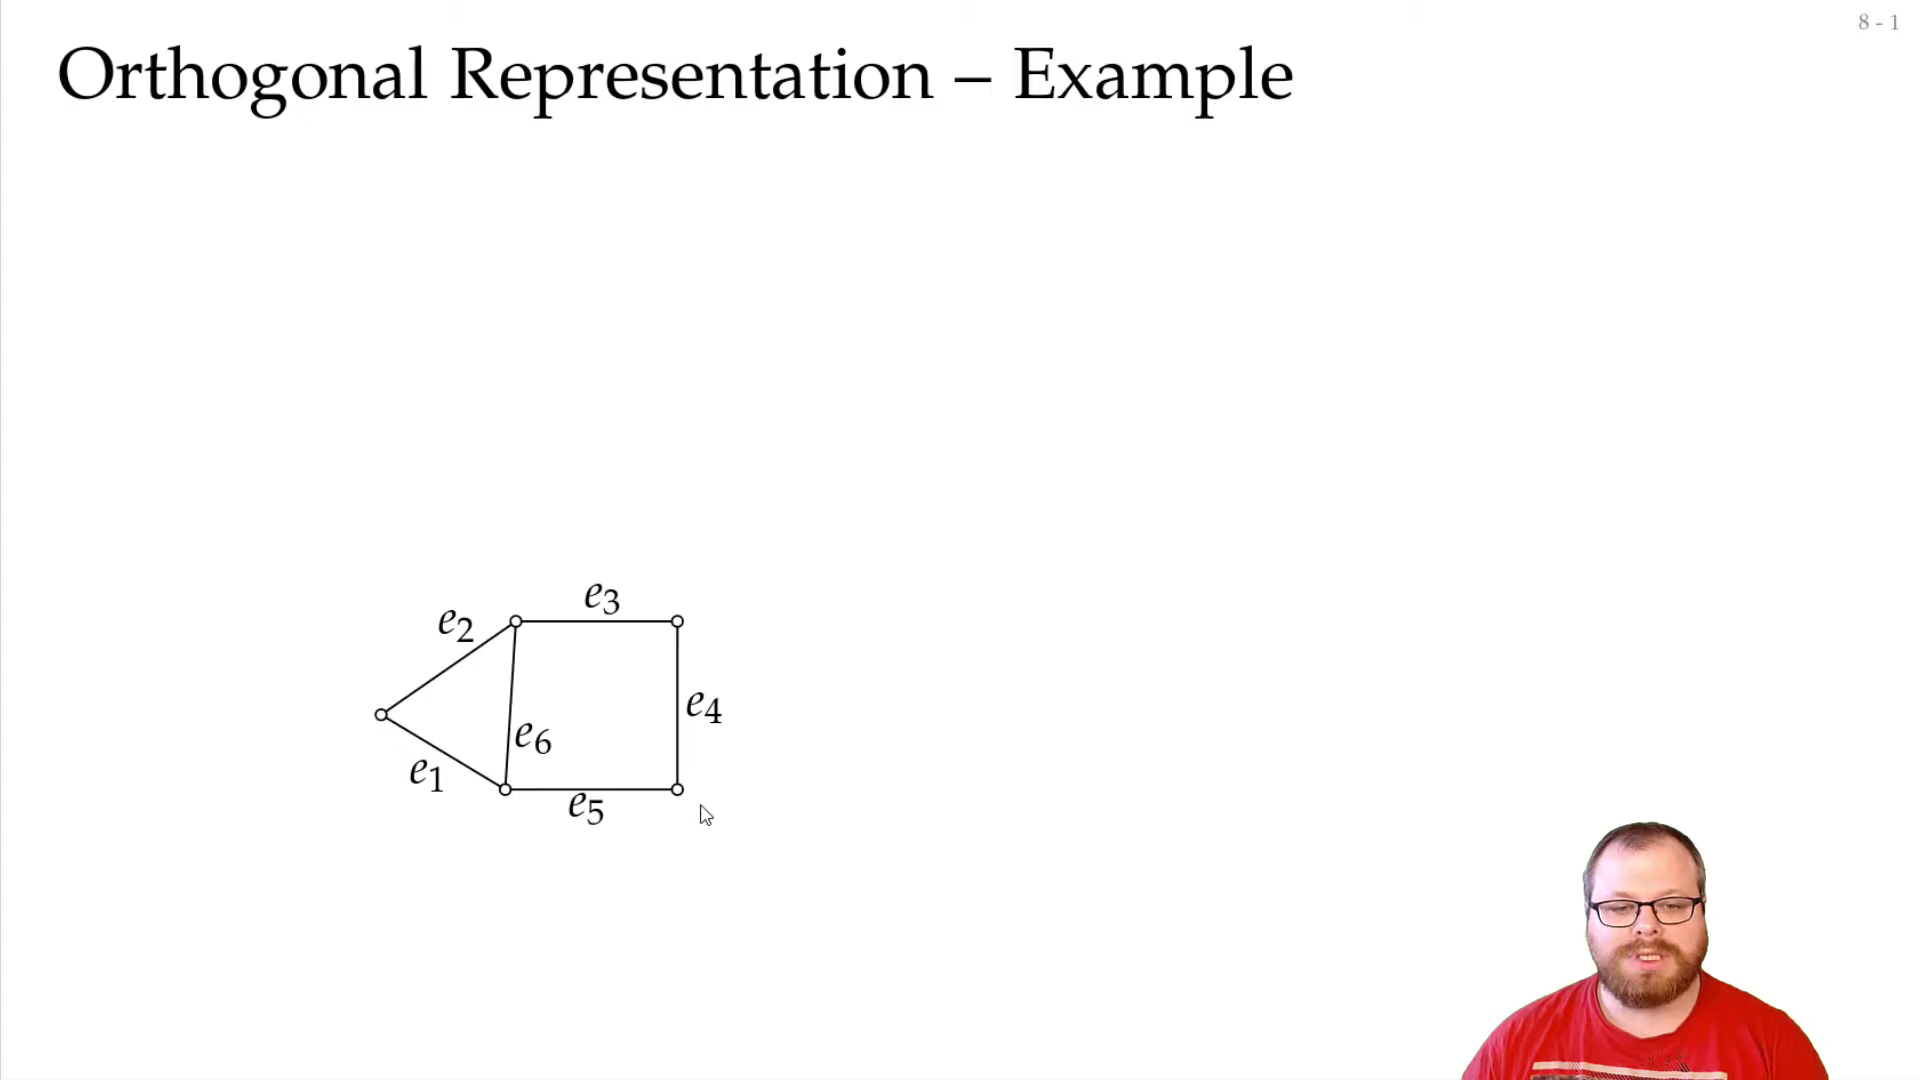 8 - 1
Orthogonal Representation – Example
e3
e2
e4
e6
e1
e5